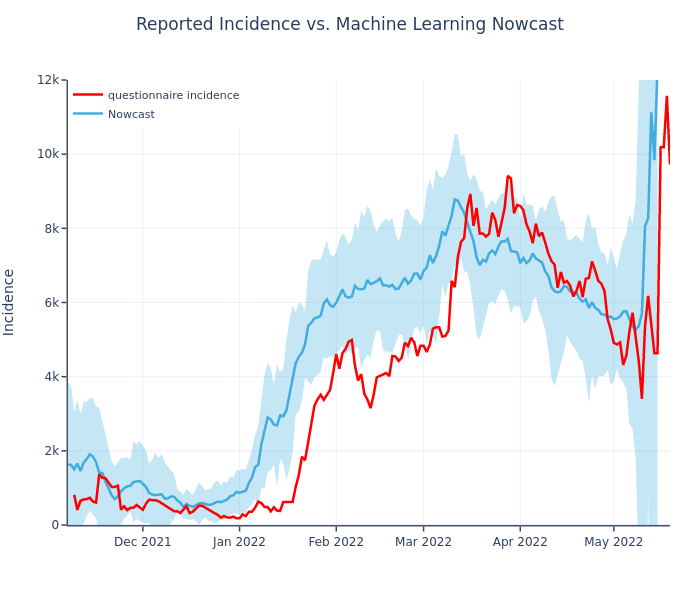 Reported Incidence vs. Machine Learning Nowcast
12k
10k
8k
6k
4k
2k
0
Incidence
questionnaire incidence
Nowcast
Dec 2021
Jan 2022
Feb 2022
Mar 2022
Apr 2022
May 2022